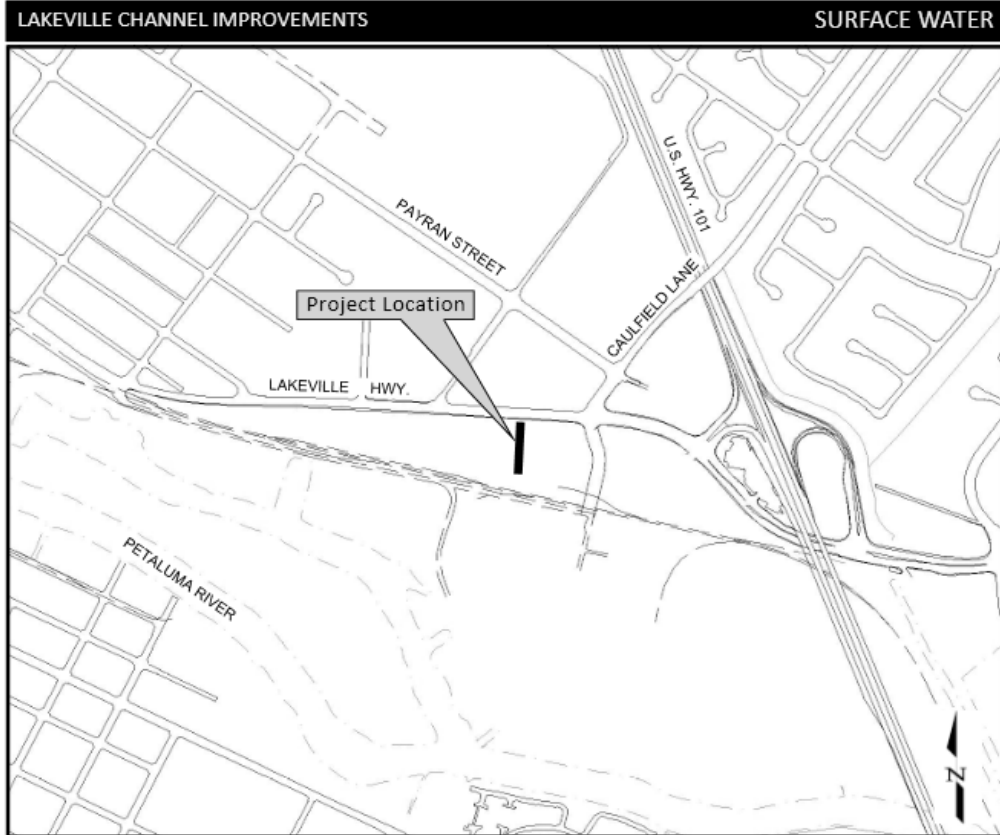 LAKEVILLE CHANNEL IMPROVEMENTS
SURFACE WATER
U.S. HWY. 101
PAYRAN STREET
CAULFIELD LANE
Project Location
LAKEVILLE HWY.
PETALUMA RIVER
N